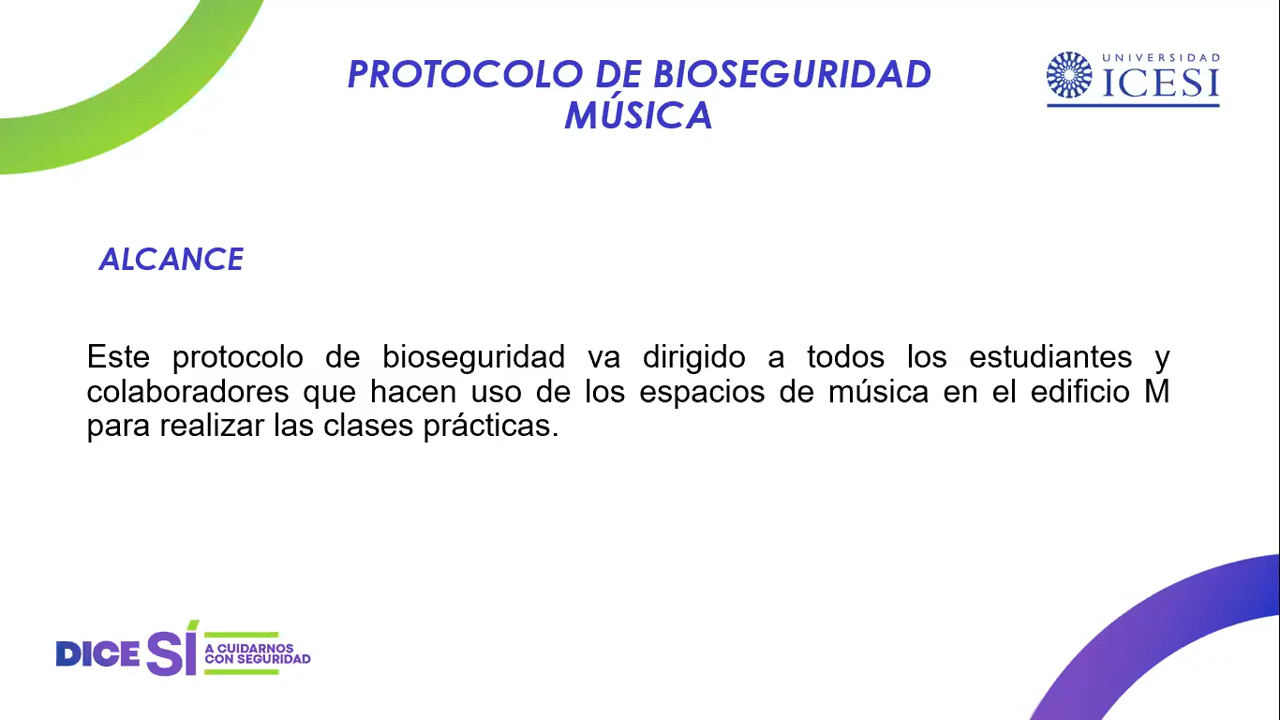 PROTOCOLO DE BIOSEGURIDAD
MÚSICA
UNIVERSIDAD
ICESI
ALCANCE
Este protocolo de bioseguridad va dirigido a todos los estudiantes y
colaboradores que hacen uso de los espacios de música en el edificio M
para realizar las clases prácticas.
DICE SÍ
A CUIDARNOS
CON SEGURIDAD